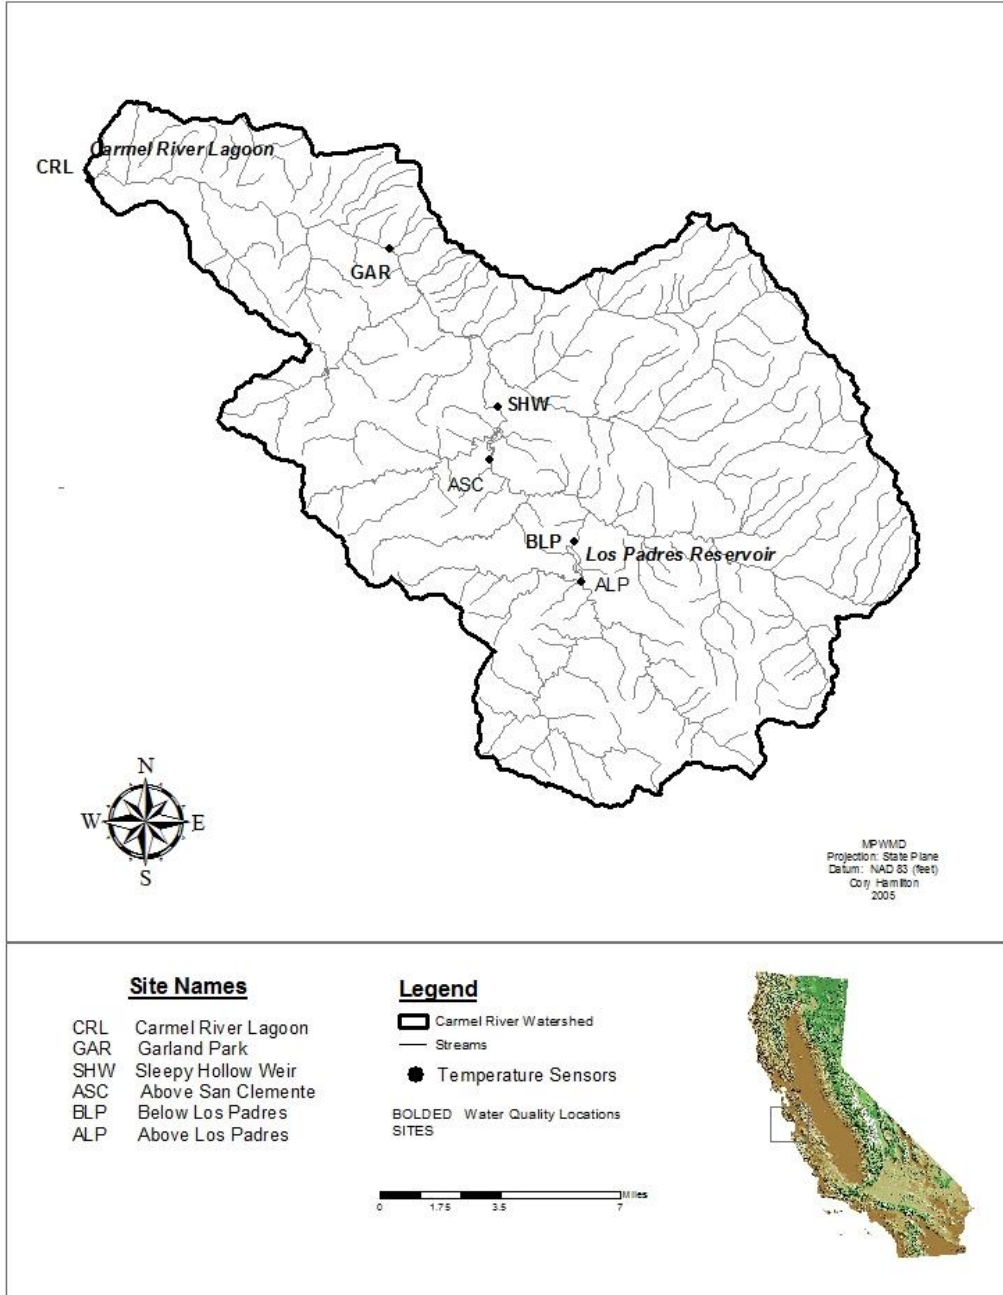 Carmel River Lagoon
CRL
GAR
SHW
ASC
BLP
Los Padres Reservoir
ALP
N
W E
S
MPWMD
Projection: State Plane
Datum: NAD 83 (feet)
Cory Hamilton
2005
Site Names
CRL Carmel River Lagoon
GAR Garland Park
SHW Sleepy Hollow Weir
ASC Above San Clemente
BLP Below Los Padres
ALP Above Los Padres
Legend
Carmel River Watershed
Streams
Temperature Sensors
BOLDED Water Quality Locations
SITES
Miles
0 1.75 3.5 7